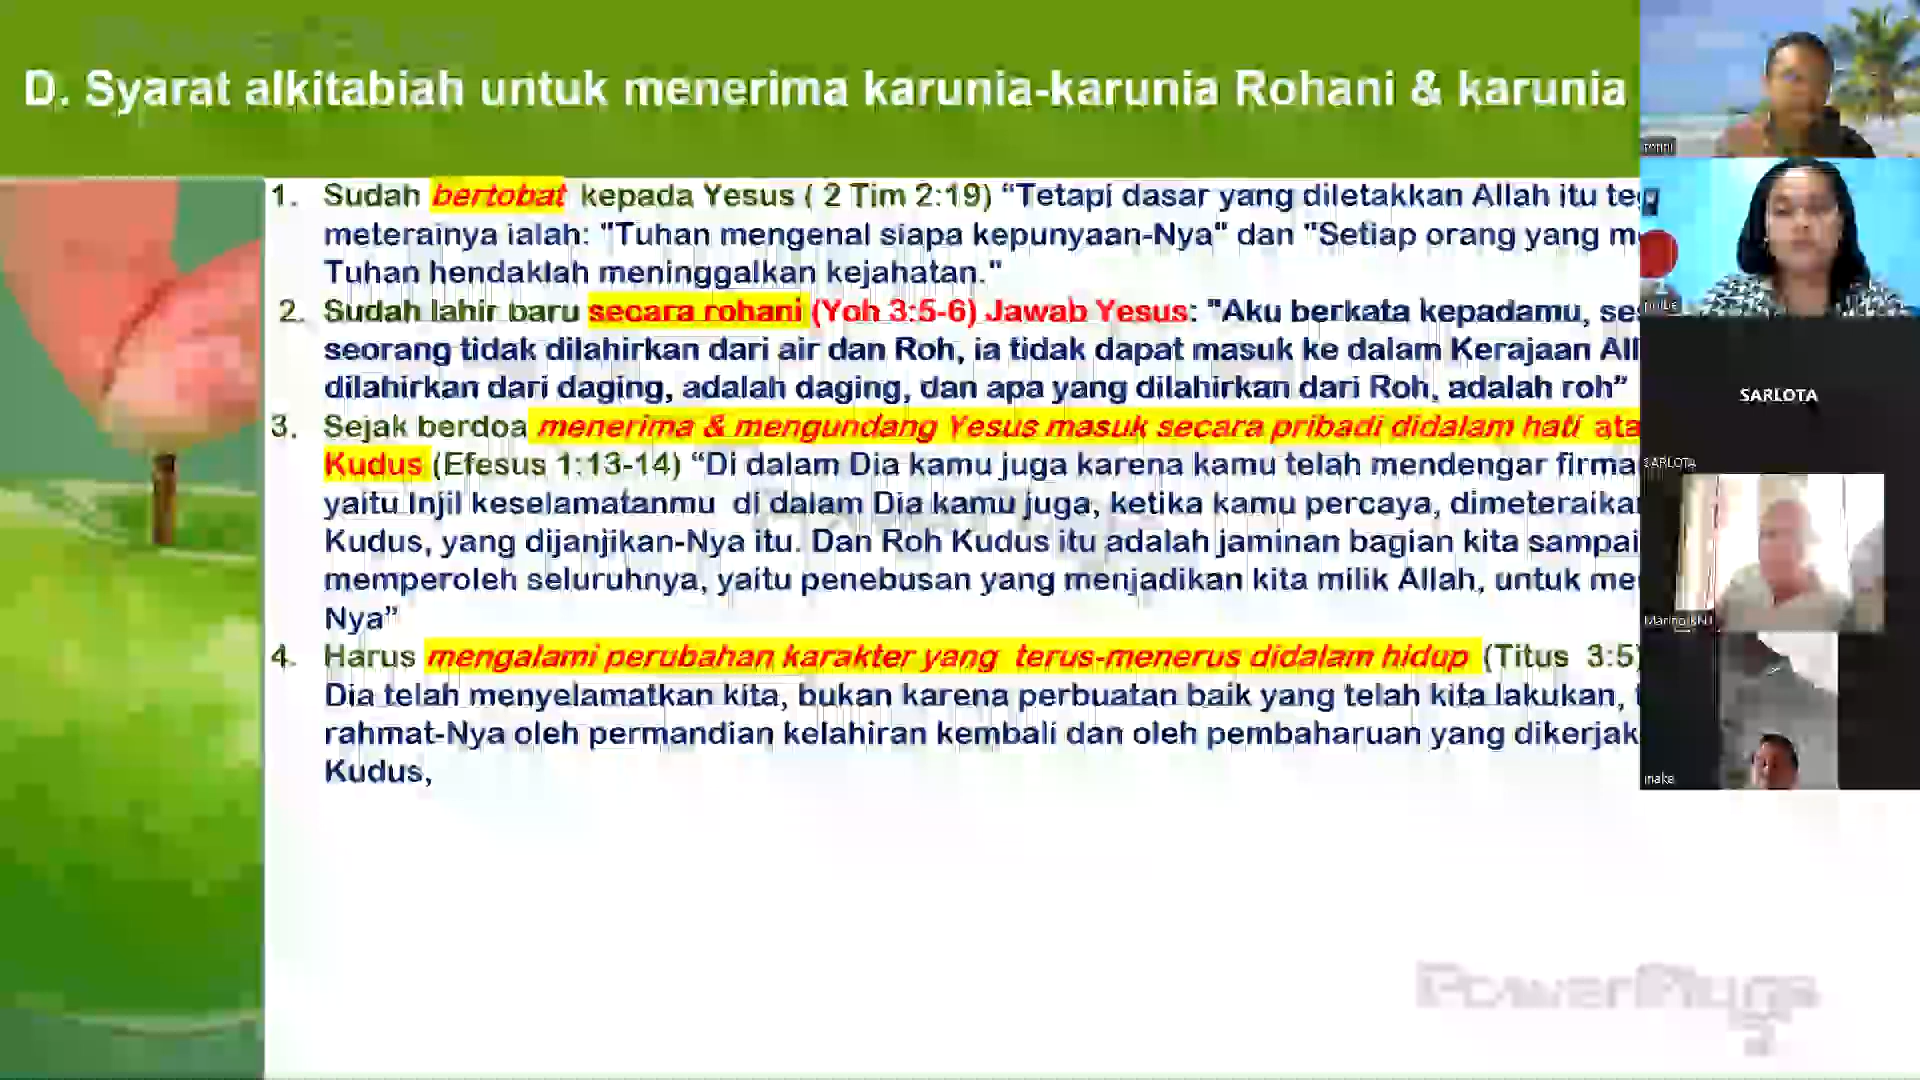 D. Syarat alkitabiah untuk menerima karunia-karunia Rohani & karunia
1. Sudah bertobat kepada Yesus ( 2 Tim 2:19) “Tetapi dasar yang diletakkan Allah itu
meterainya ialah: "Tuhan mengenal siapa kepunyaan-Nya" dan "Setiap orang yang
Tuhan hendaklah meninggalkan kejahatan."
2. Sudah lahir baru secara rohani (Yoh 3:5-6) Jawab Yesus: "Aku berkata kepadamu,
seorang tidak dilahirkan dari air dan Roh, ia tidak dapat masuk ke dalam Kerajaan
dilahirkan dari daging, adalah daging, dan apa yang dilahirkan dari Roh, adalah roh”
3. Sejak berdoa menerima & mengundang Yesus masuk secara pribadi didalam hati
Kudus (Efesus 1:13-14) “Di dalam Dia kamu juga karena kamu telah mendengar
yaitu Injil keselamatanmu di dalam Dia kamu juga, ketika kamu percaya,
Kudus, yang dijanjikan-Nya itu. Dan Roh Kudus itu adalah jaminan bagian kita sampai
memperoleh seluruhnya, yaitu penebusan yang menjadikan kita milik Allah, untuk
Nya”
4. Harus mengalami perubahan karakter yang terus-menerus didalam hidup (Titus 3:5)
Dia telah menyelamatkan kita, bukan karena perbuatan baik yang telah kita lakukan,
rahmat-Nya oleh permandian kelahiran kembali dan oleh pembaharuan yang
Kudus,
SARLOTA
SARLOTA
PowerPlugs